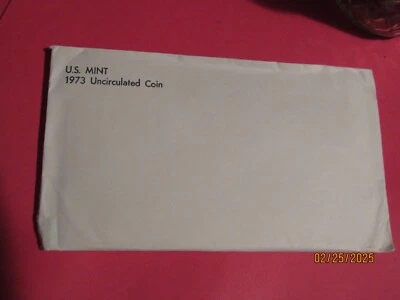 U.S. MINT
1973 Uncirculated Coin
02/25/2025